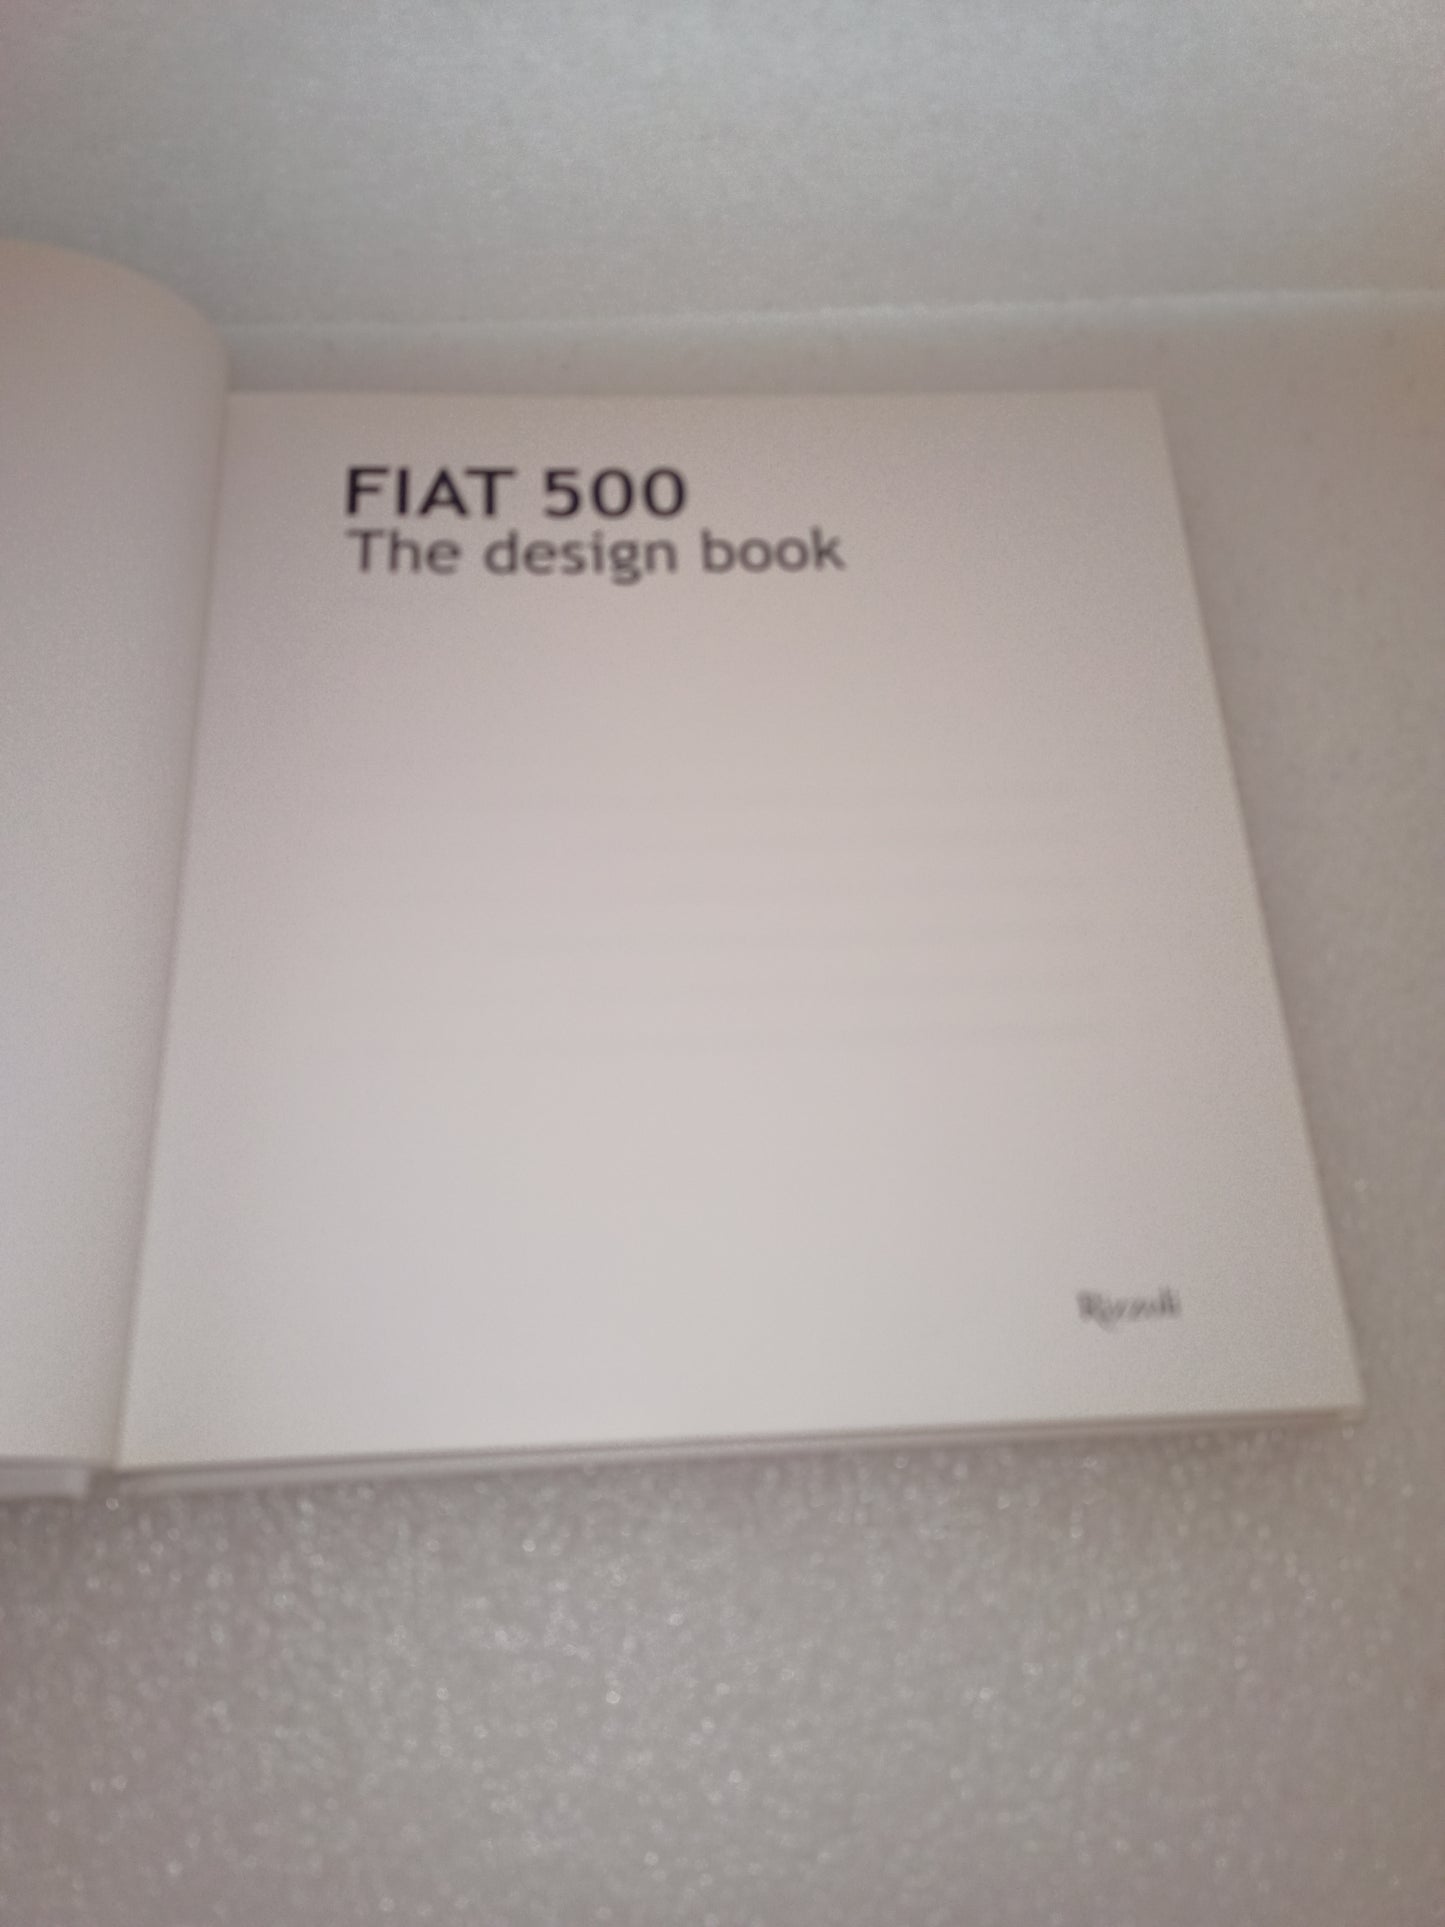 FIAT 500
The design book
Rizzoli